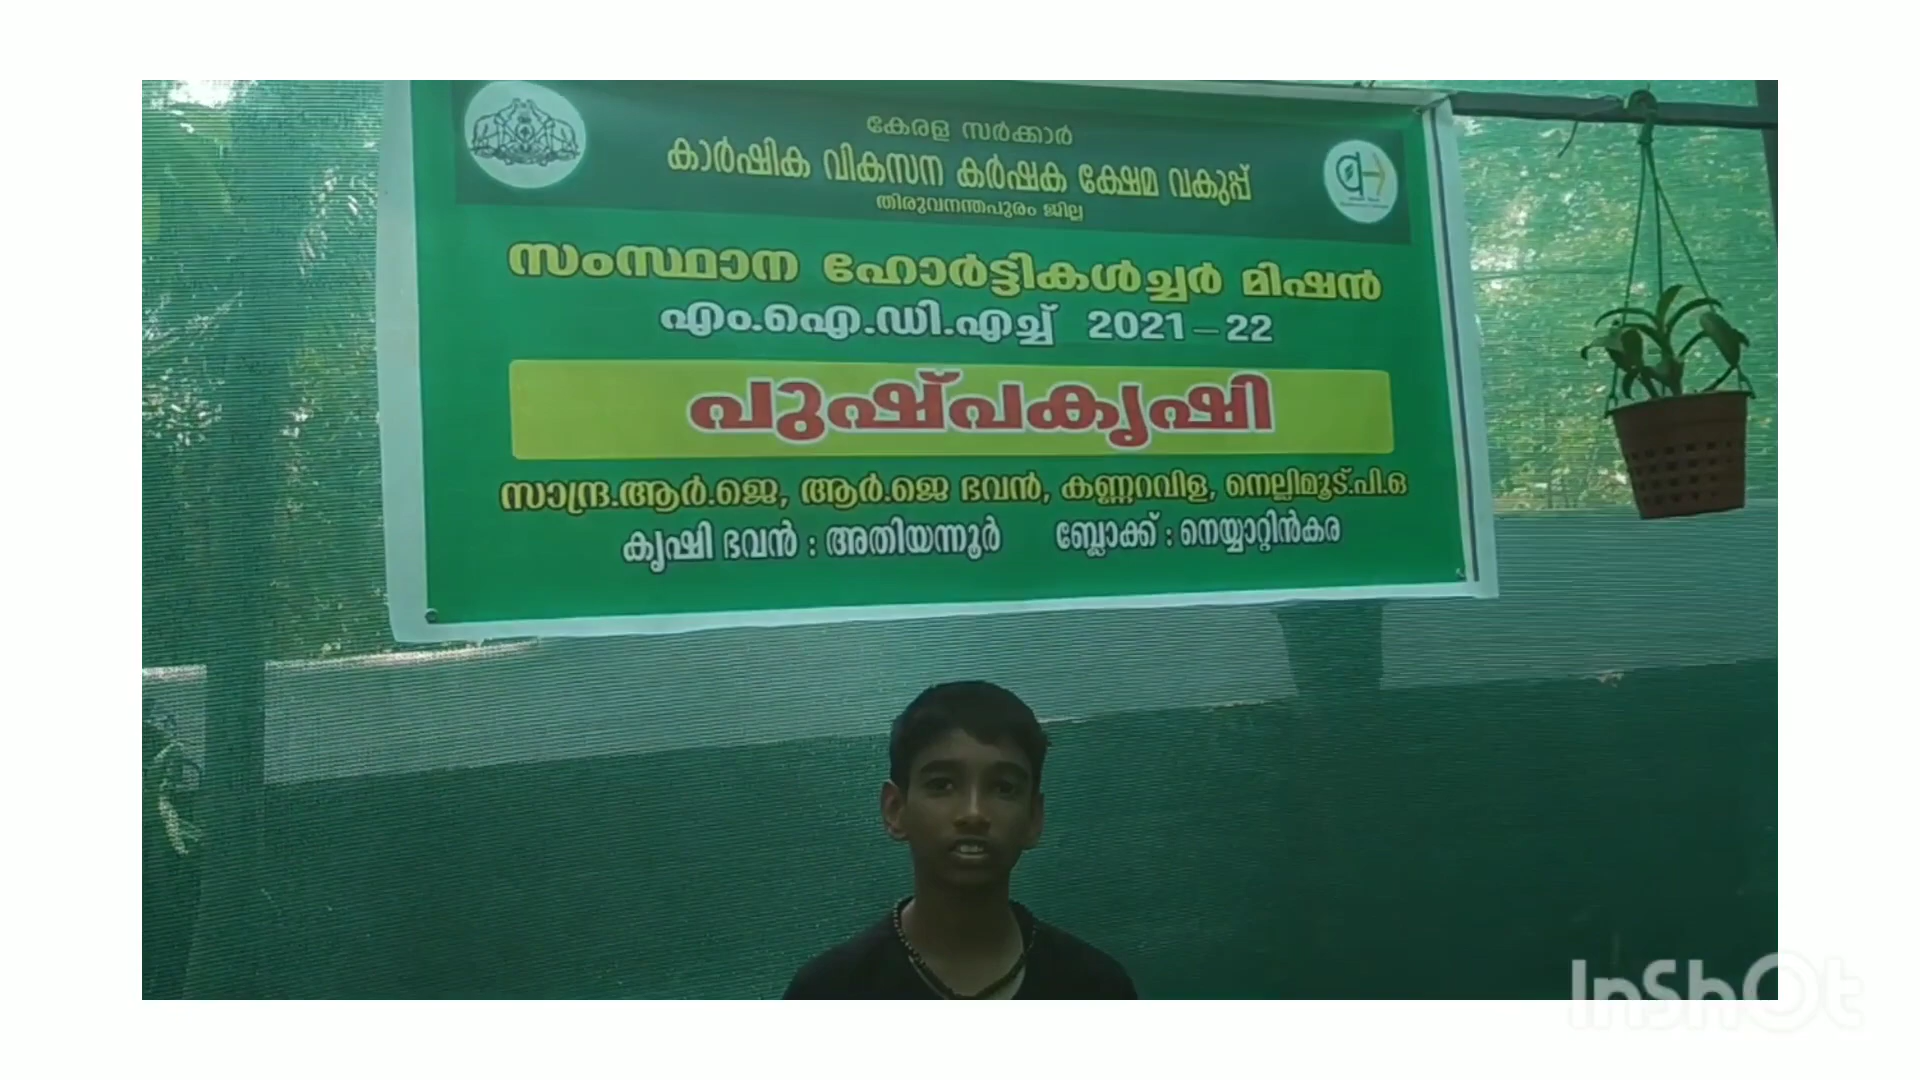 കേരള സർക്കാർ
കാർഷിക വികസന കർഷക ക്ഷേമ വകുപ്പ്
തിരുവനന്തപുരം ജില്ല
സംസ്ഥാന ഹോർട്ടികൾച്ചർ മിഷൻ
എം.ഐ.ഡി.എച്ച് 2021-22
പുഷ്പകൃഷി
സാന്ദ്ര.ആർ.ജെ, ആർ.ജെ ഭവൻ, കണ്ണറവിള, നെല്ലിമൂട്.പി.ഒ
കൃഷി ഭവൻ : അതിയന്നൂർ ബ്ലോക്ക് : നെയ്യാറ്റിൻകര
InShOt